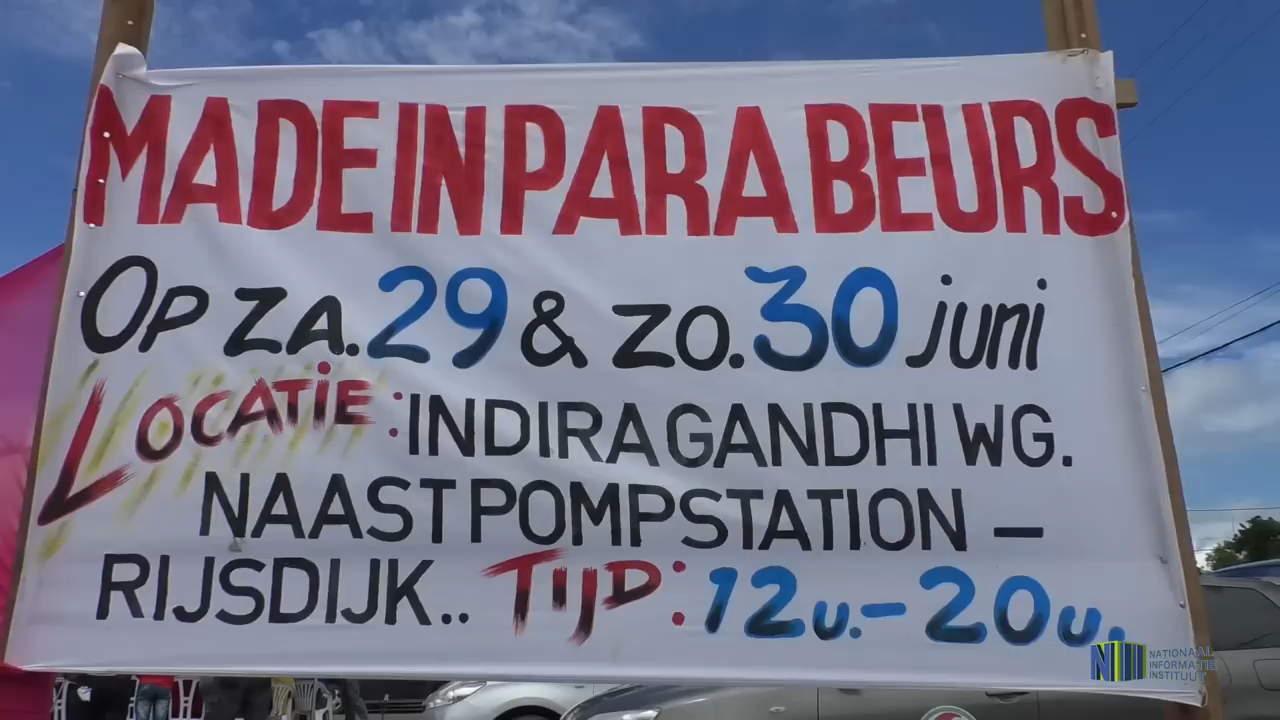 MADE IN PARA BEURS
OP ZA. 29 & ZO. 30 juni
LOCATIE: INDIRA GANDHI WG.
NAAST POMPSTATION –
RIJSDIJK.. TIJD: 12u.– 20u.
NATIONAAL
INFORMATIE
INSTITUUT